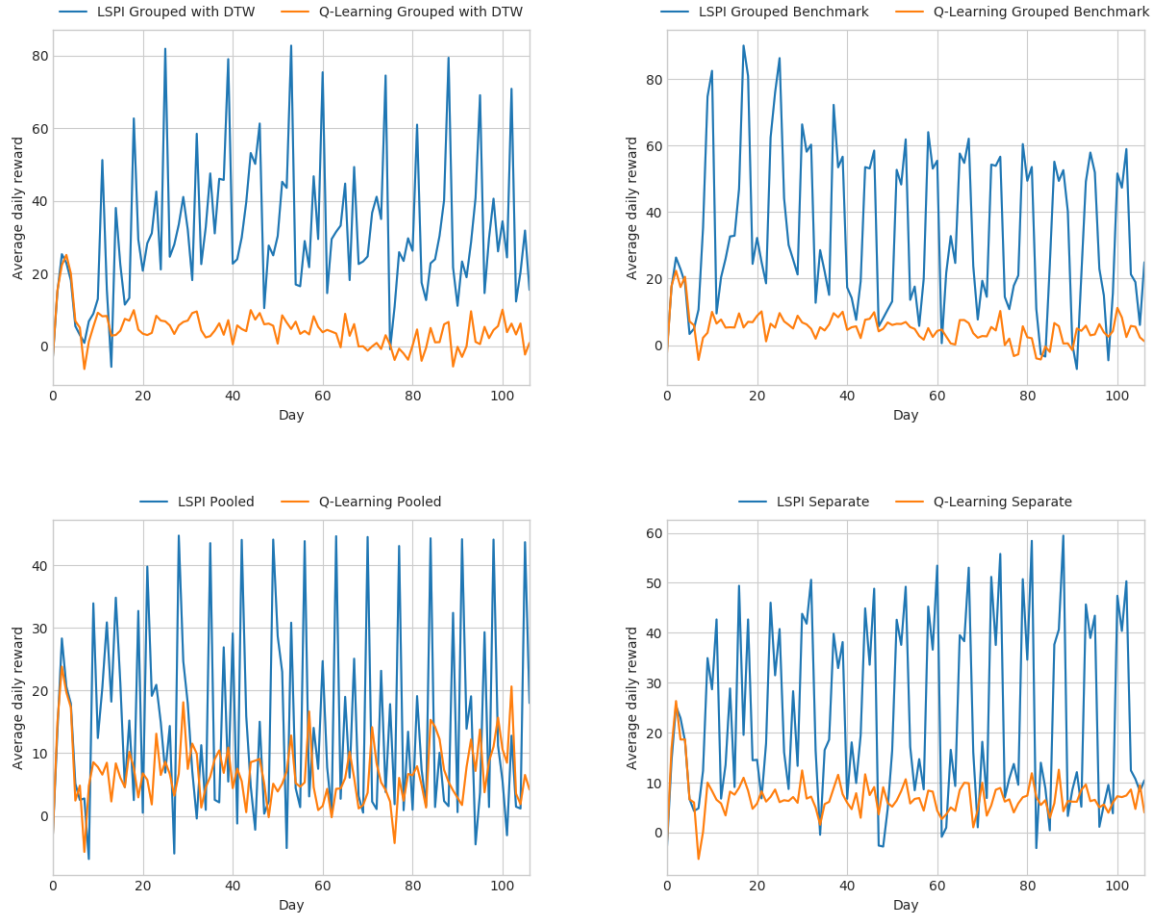 LSPI Grouped with DTW Q-Learning Grouped with DTW
80
60
40
20
0
Average daily reward
0 20 40 60 80 100
Day
LSPI Grouped Benchmark Q-Learning Grouped Benchmark
80
60
40
20
0
Average daily reward
0 20 40 60 80 100
Day
LSPI Pooled Q-Learning Pooled
40
30
20
10
0
Average daily reward
0 20 40 60 80 100
Day
LSPI Separate Q-Learning Separate
60
50
40
30
20
10
0
Average daily reward
0 20 40 60 80 100
Day